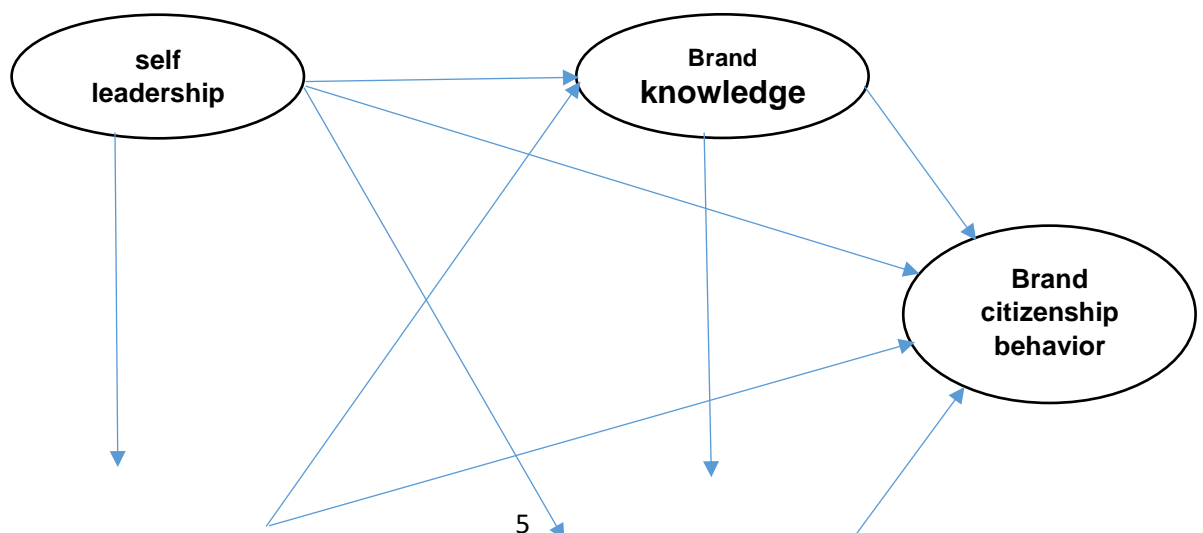 self
leadership
Brand
knowledge
Brand
citizenship
behavior
5